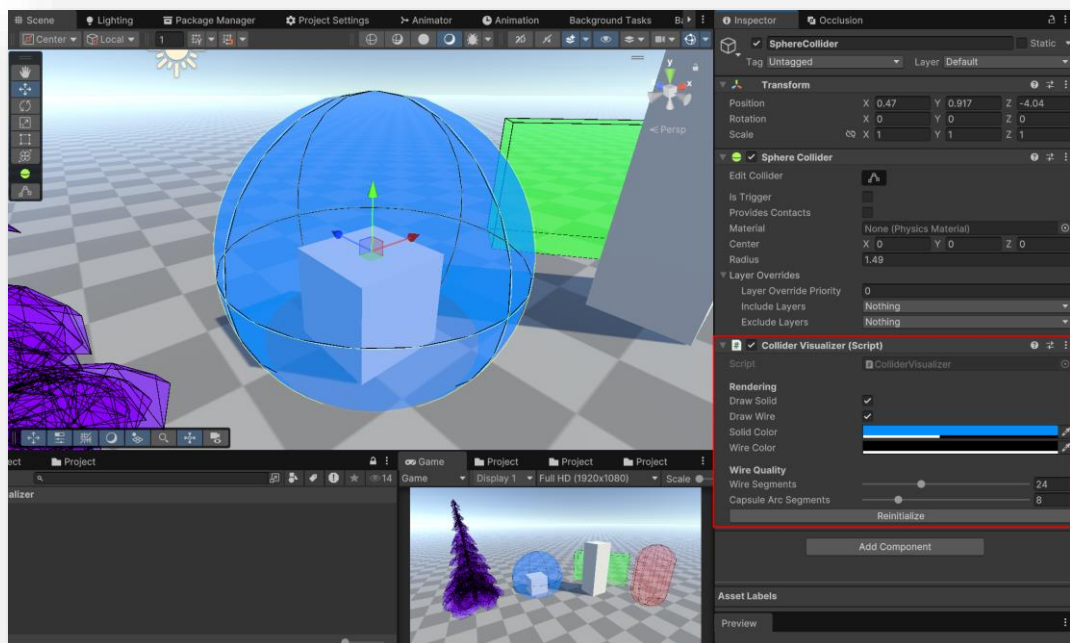 Scene Lighting Package Manager Project Settings Animator Animation Background Tasks
Center Local 1 2D
y
x
Persp
Project
14
alizer
Game Project Project Project
Game Display 1 Full HD (1920x1080) Scale
Inspector Occlusion
SphereCollider Static
Tag Untagged Layer Default
Transform
Position X 0.47 Y 0.917 Z -4.04
Rotation X 0 Y 0 Z 0
Scale X 1 Y 1 Z 1
Sphere Collider
Edit Collider
Is Trigger
Provides Contacts
Material None (Physics Material)
Center X 0 Y 0 Z 0
Radius 1.49
Layer Overrides
Layer Override Priority 0
Include Layers Nothing
Exclude Layers Nothing
Collider Visualizer (Script)
Script ColliderVisualizer
Rendering
Draw Solid
Draw Wire
Solid Color
Wire Color
Wire Quality
Wire Segments 24
Capsule Arc Segments 8
Reinitialize
Add Component
Asset Labels
Preview